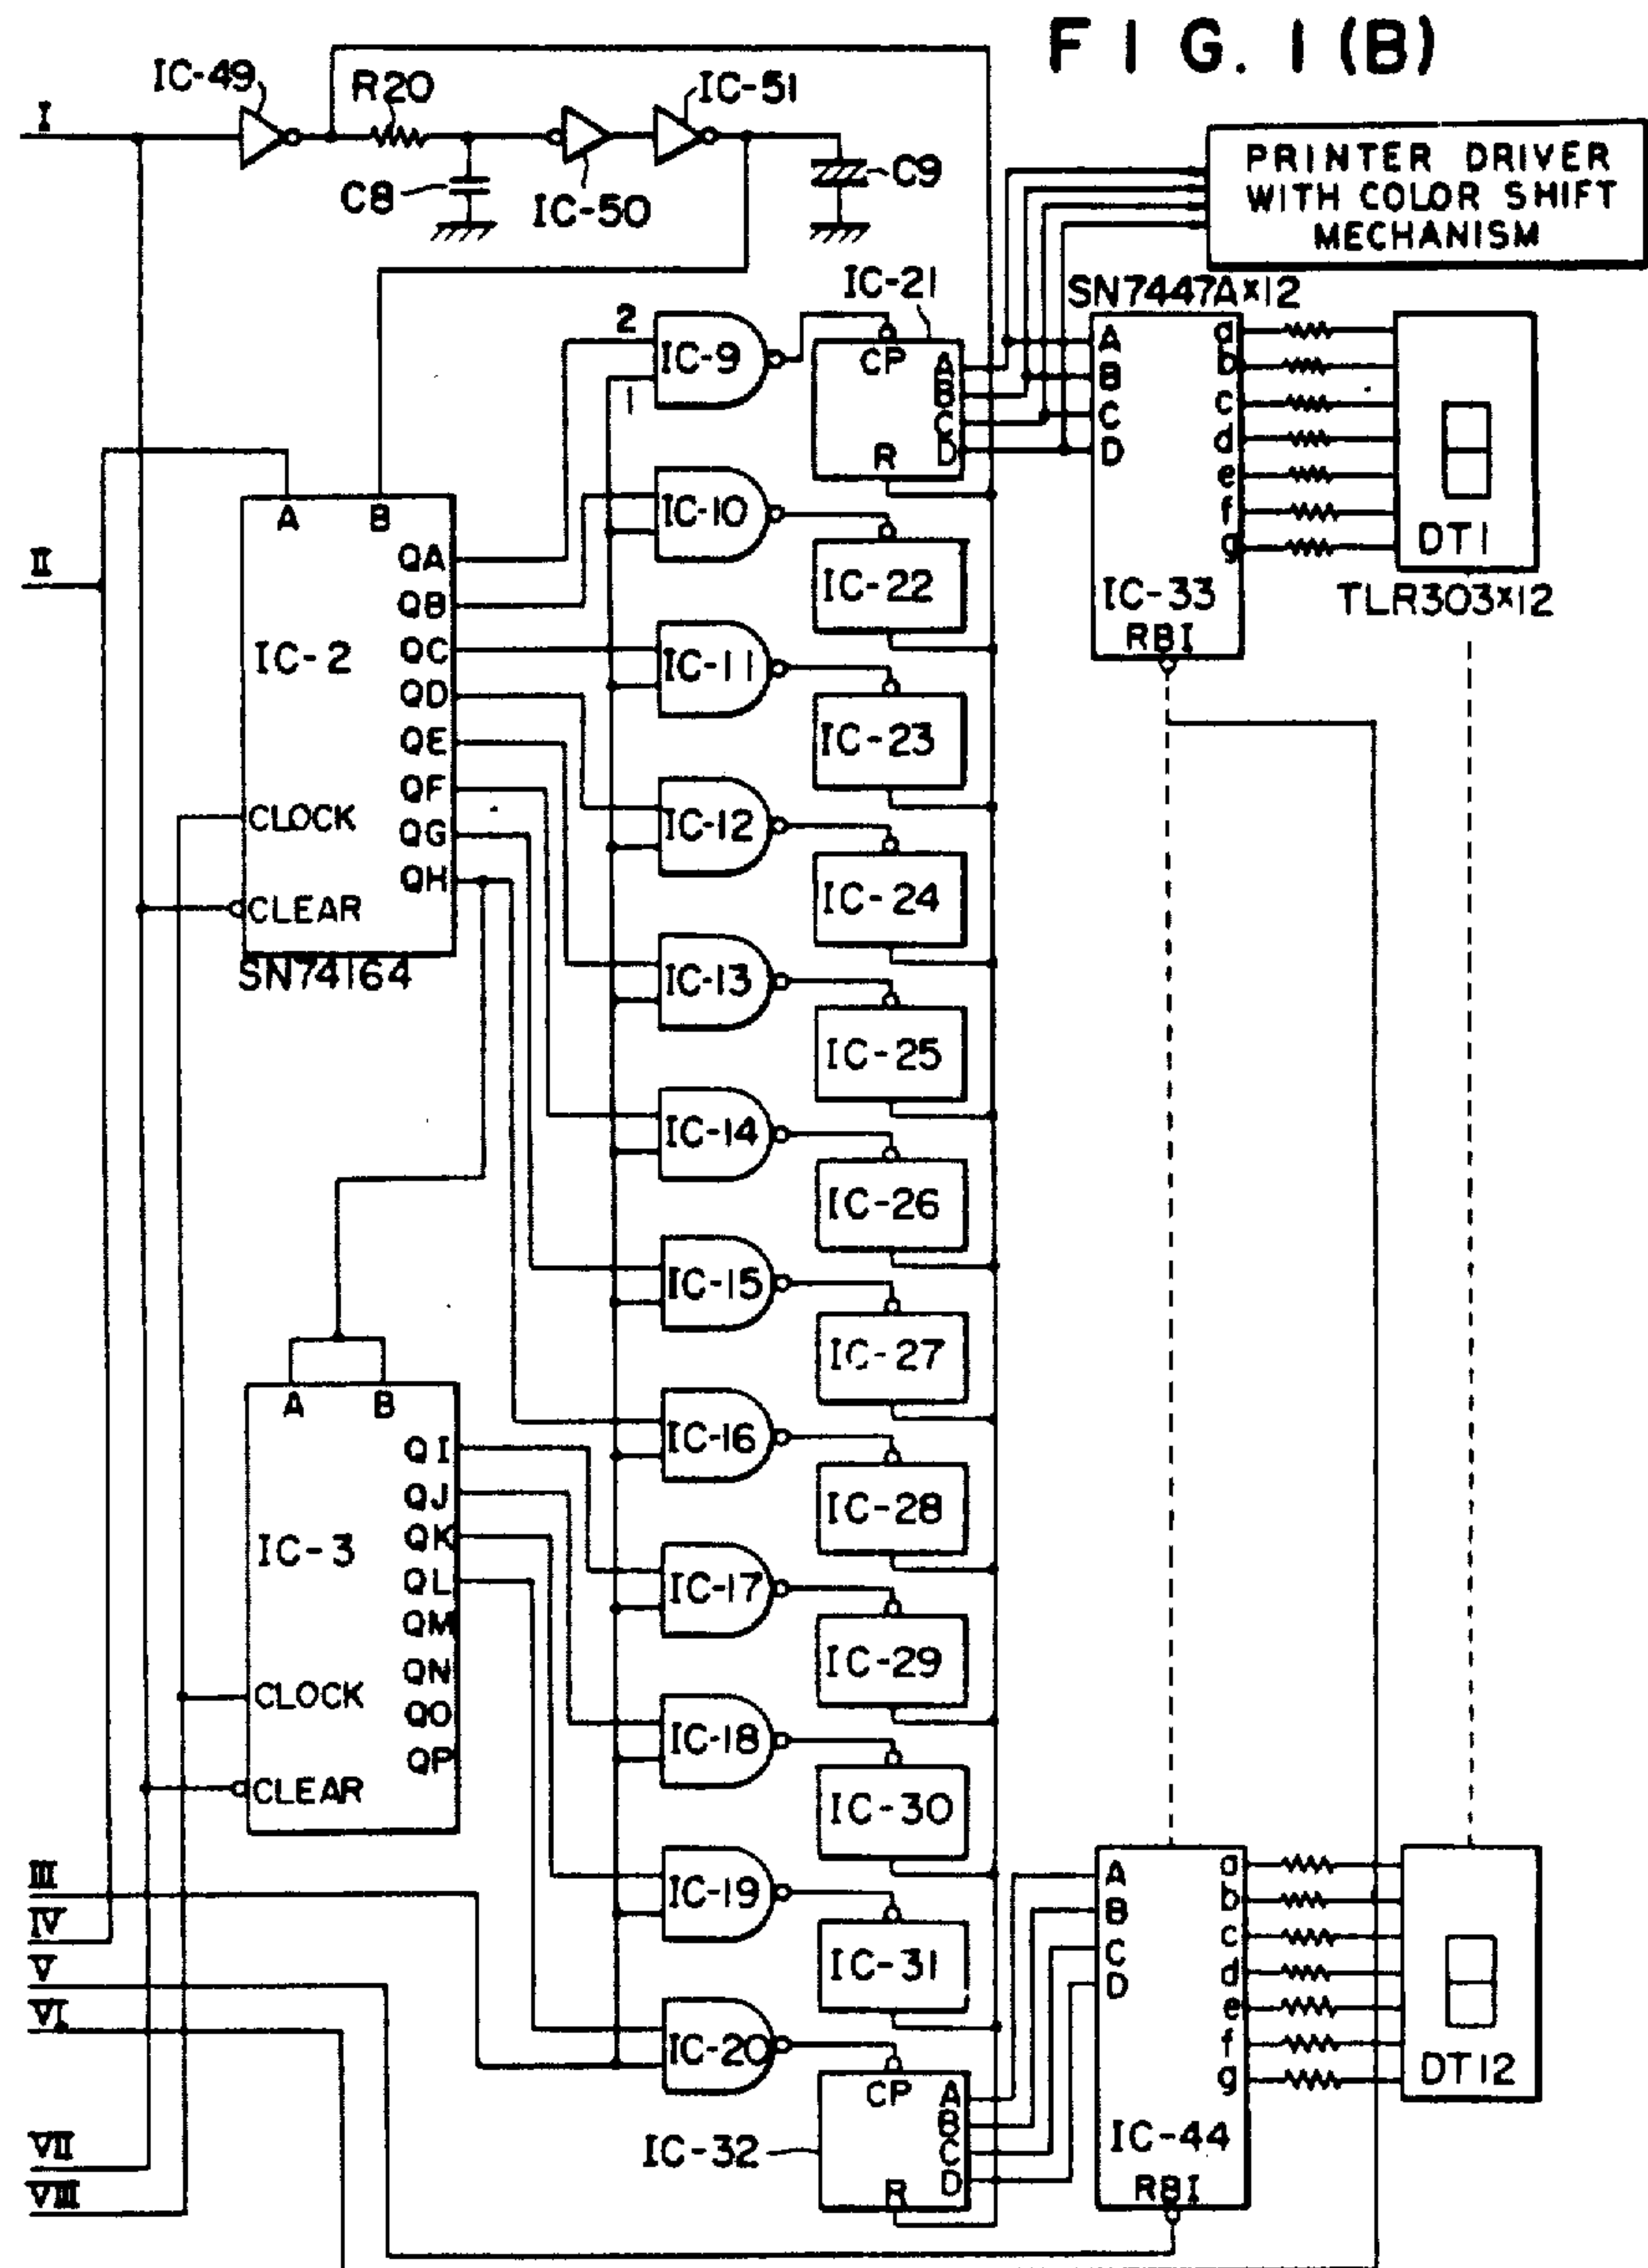 FIG. 1 (B)
IC-49
R20
IC-51
I
C8
IC-50
C9
PRINTER DRIVER
WITH COLOR SHIFT
MECHANISM
IC-21
SN7447A×12
2
IC-9
1
CP
A
B
C
D
R
A
B
C
D
a
b
c
d
e
f
g
IC-33
RBI
DT1
TLR303×12
II
A B
QA
QB
QC
QD
QE
QF
QG
QH
IC-2
CLOCK
CLEAR
SN74164
IC-10
IC-22
IC-11
IC-23
IC-12
IC-24
IC-13
IC-25
IC-14
IC-26
IC-15
IC-27
IC-16
IC-28
IC-17
IC-29
IC-18
IC-30
IC-19
IC-31
IC-20
A B
QI
QJ
QK
QL
QM
QN
QO
QP
IC-3
CLOCK
CLEAR
III
IV
V
VI
VII
VIII
CP
A
B
C
D
R
IC-32
A
B
C
D
a
b
c
d
e
f
g
IC-44
RBI
DT12